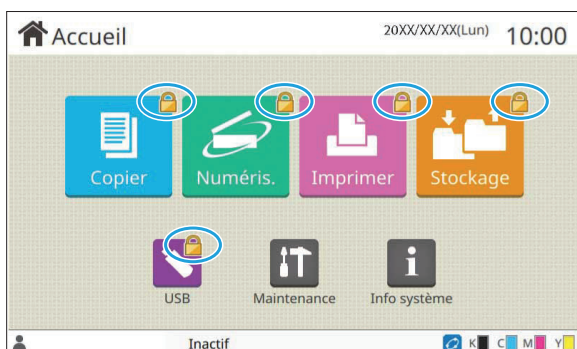 Accueil
20XX/XX/XX(Lun) 10:00
Copier Numéris. Imprimer Stockage
USB Maintenance Info système
Inactif K C M Y